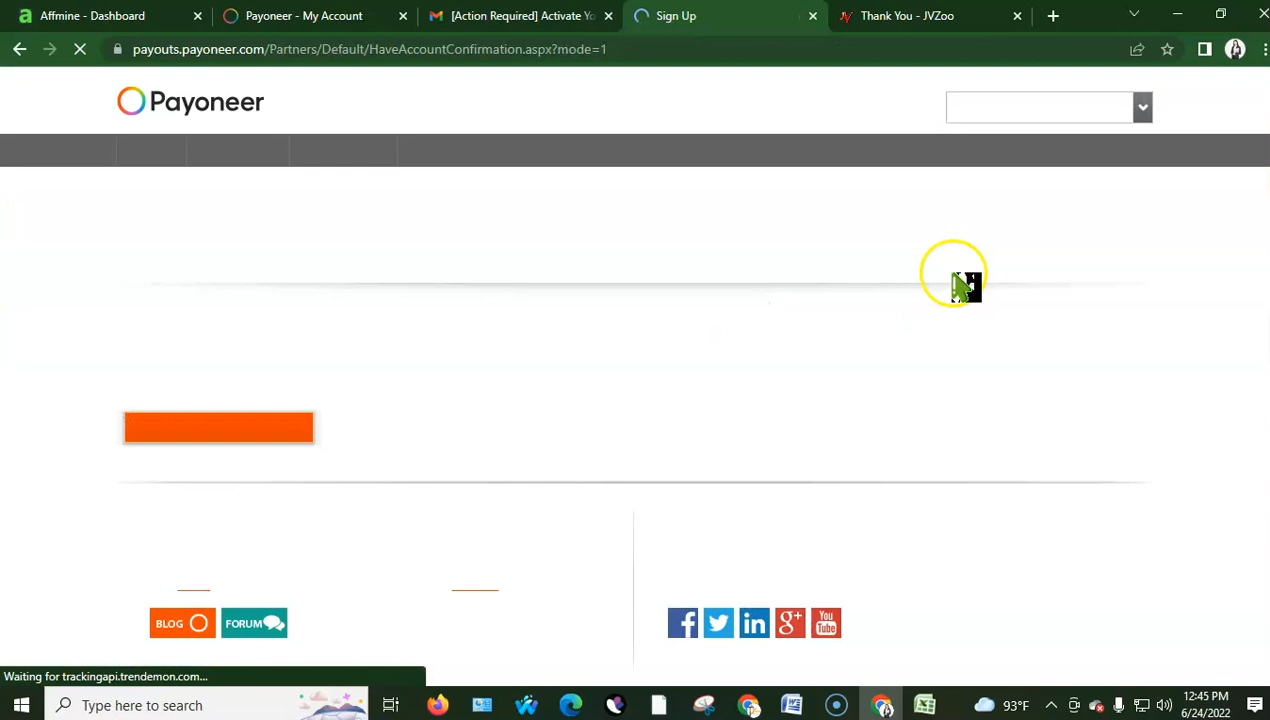 Affmine - Dashboard
Payoneer - My Account
[Action Required] Activate Yo
Sign Up
Thank You - JVZoo
payouts.payoneer.com/Partners/Default/HaveAccountConfirmation.aspx?mode=1
Payoneer
BLOG
FORUM
You
Tube
Waiting for trackingapi.trendemon.com...
Type here to search
93°F
12:45 PM
6/24/2022